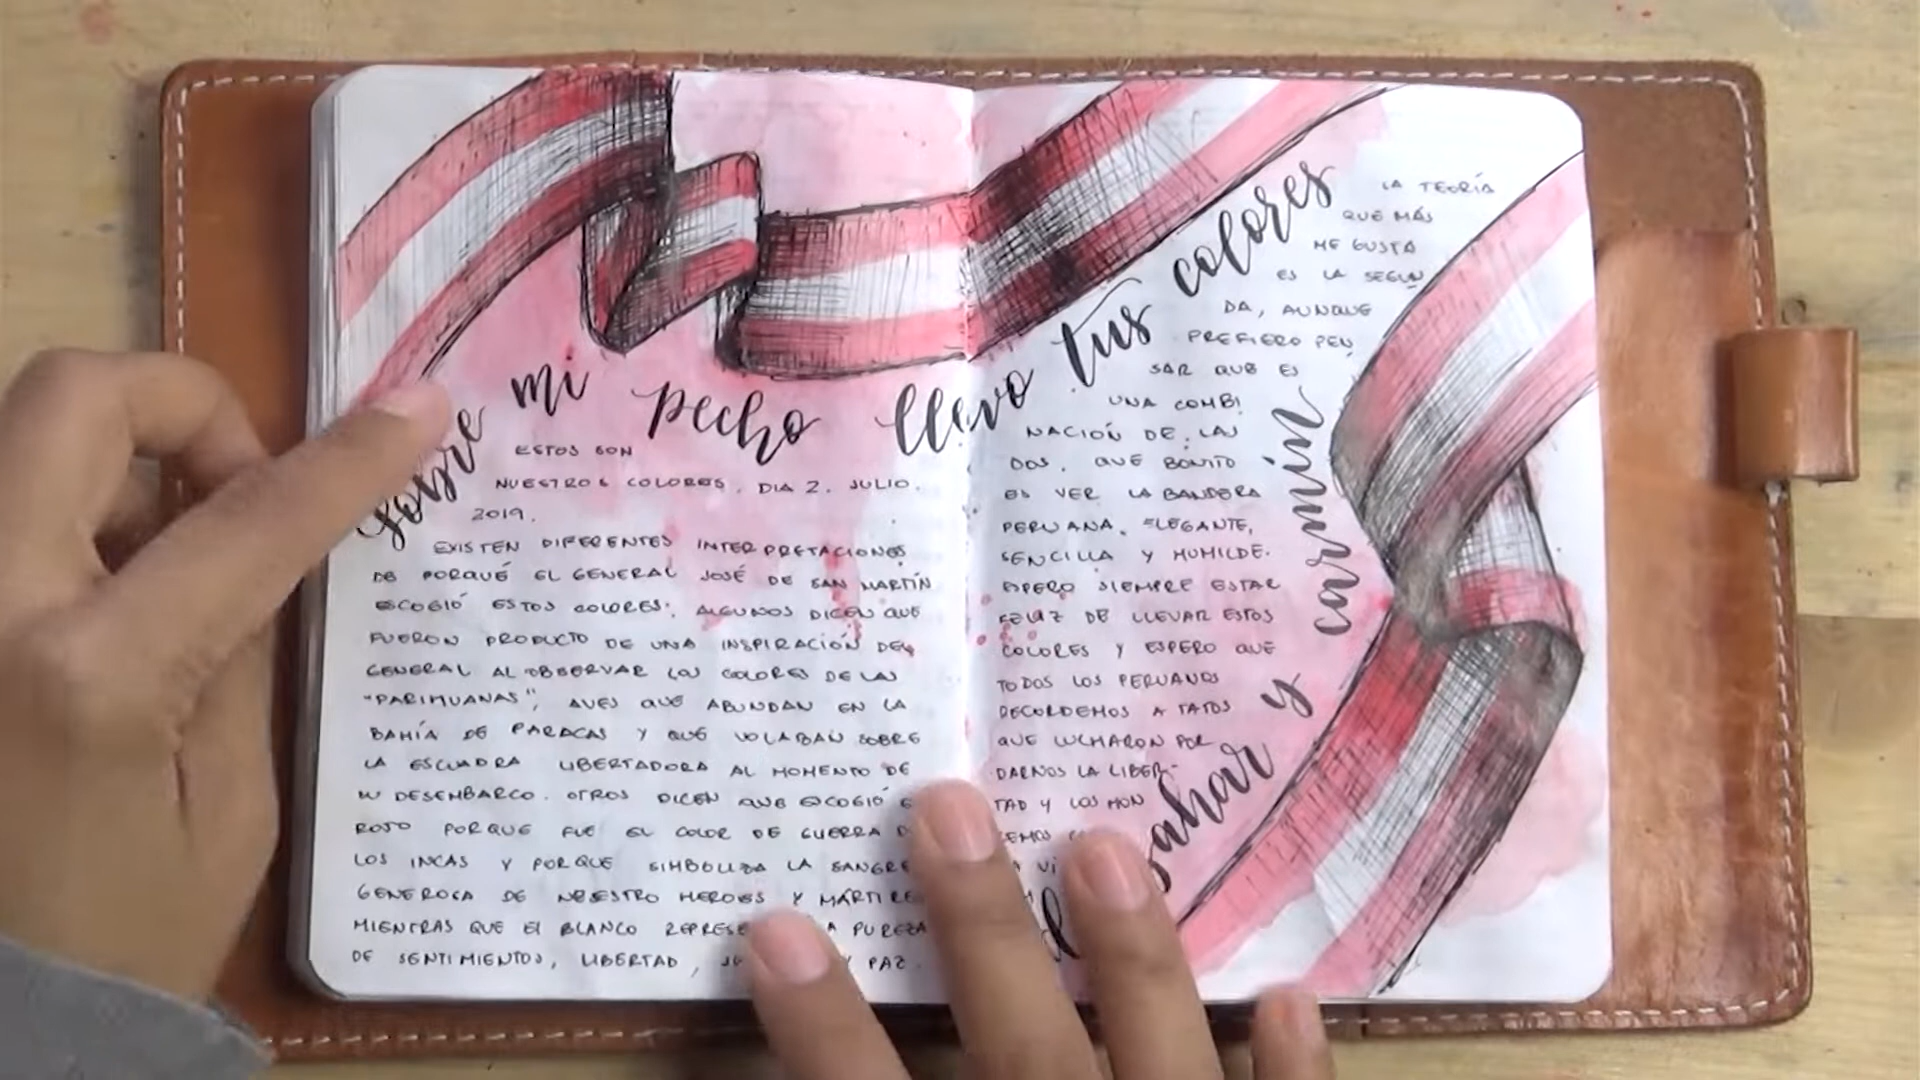 sobre mi pecho llevo tus colores
carmín y azahar
ESTOS SON
NUESTROS COLORES. DIA 2. JULIO.
2019.
EXISTEN DIFERENTES INTERPRETACIONES
DE PORQUÉ EL GENERAL JOSÉ DE SAN MARTÍN
ESCOGIÓ ESTOS COLORES: ALGUNOS DICEN QUE
FUERON PRODUCTO DE UNA INSPIRACIÓN DEL
GENERAL AL OBSERVAR LOS COLORES DE LAS
"PARIHUANAS", AVES QUE ABUNDAN EN LA
BAHÍA DE PARACAS Y QUE VOLABAN SOBRE
LA ESCUADRA LIBERTADORA AL MOMENTO DE
SU DESEMBARCO. OTROS DICEN QUE ESCOGIÓ
ROJO PORQUE FUE EL COLOR DE GUERRA
LOS INCAS Y PORQUE SIMBOLIZA LA SANGRE
GENEROSA DE NUESTRO HEROES Y MÁRTIRES
MIENTRAS QUE El BLANCO A PUREZA
DE SENTIMIENTOS, LIBERTAD, Y PAZ.
LA TEORÍA
QUE MÁS
ME GUSTA
ES LA SEGUN
DA, AUNQUE
PREFIERO PEN
SAR QUE ES
UNA COMBI
NACIÓN DE LAS
DOS. QUE BONITO
ES VER LA BANDERA
PERUANA. ELEGANTE,
SENCILLA Y HUMILDE.
ESPERO SIEMPRE ESTAR
FELIZ DE LLEVAR ESTOS
COLORES Y ESPERO QUE
TODOS LOS PERUANOS
RECORDEMOS A TATOS
QUE LUCHARON POR
DARNOS LA LIBER-
TAD Y LOS HON